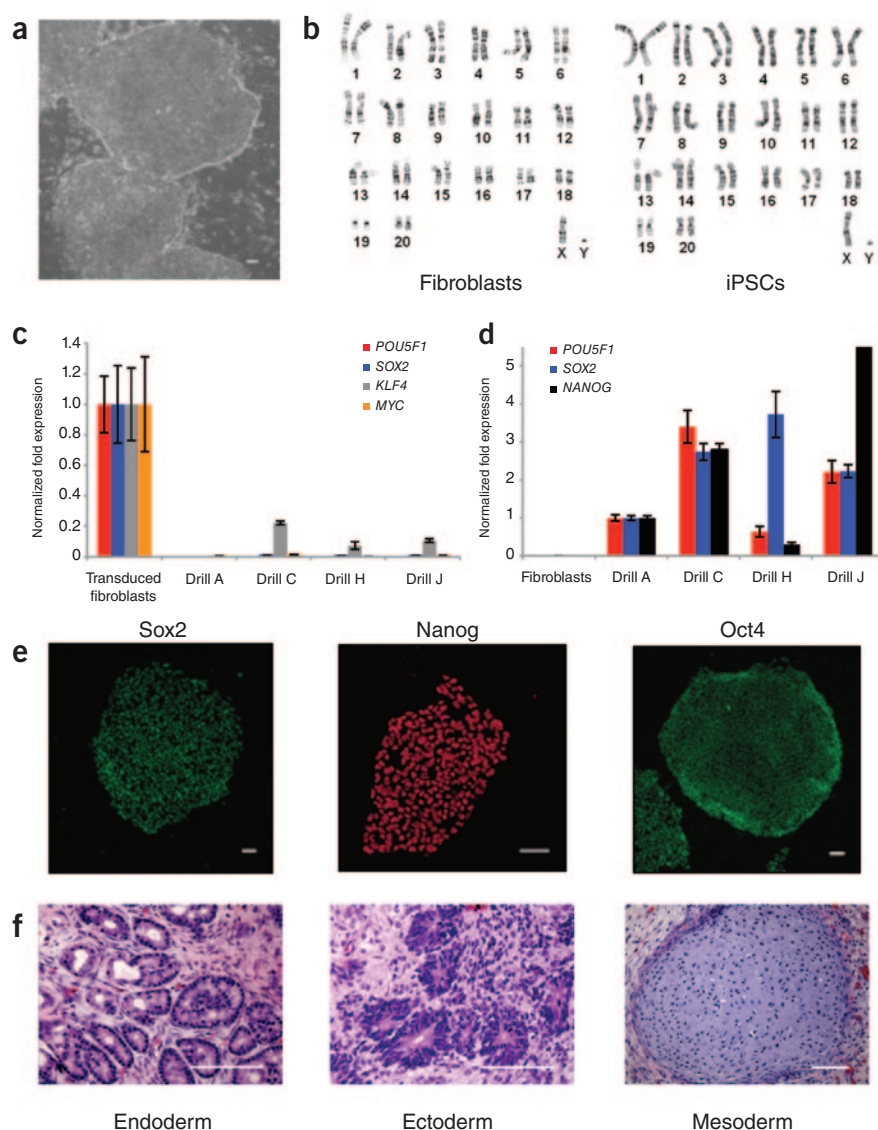 a
b
1 2 3 4 5 6
7 8 9 10 11 12
13 14 15 16 17 18
19 20 X Y
Fibroblasts
1 2 3 4 5 6
7 8 9 10 11 12
13 14 15 16 17 18
19 20 X Y
iPSCs
c
Normalized fold expression
1.4
1.2
1.0
0.8
0.6
0.4
0.2
0
POU5F1
SOX2
KLF4
MYC
Transduced fibroblasts
Drill A Drill C Drill H Drill J
d
Normalized fold expression
5
4
3
2
1
0
POU5F1
SOX2
NANOG
Fibroblasts Drill A Drill C Drill H Drill J
e
Sox2 Nanog Oct4
f
Endoderm Ectoderm Mesoderm